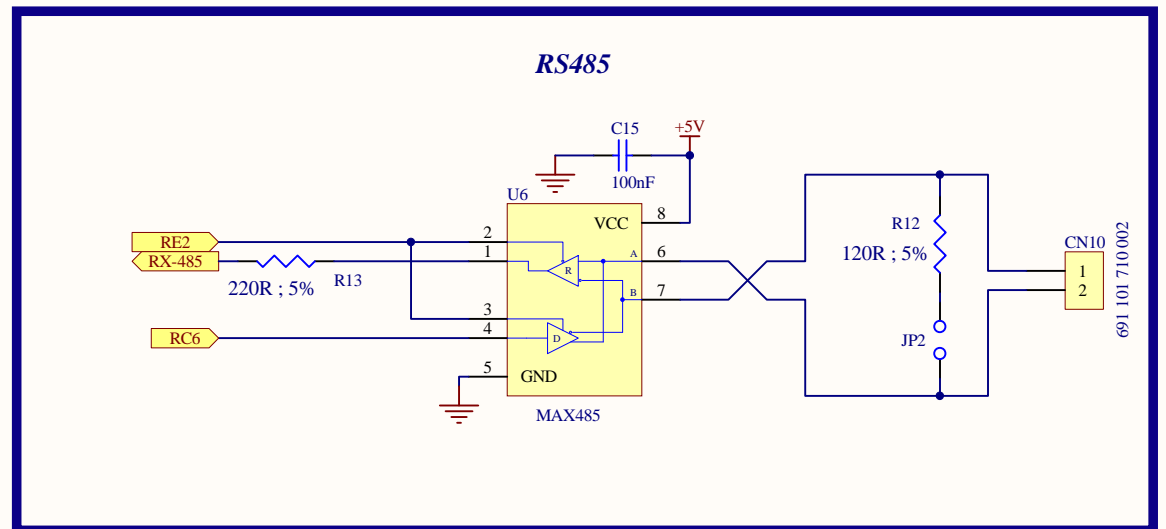 RS485
C15
+5V
100nF
U6
VCC
8
RE2
2
RX-485
1
R
A
6
220R ; 5%
R13
B
7
3
RC6
4
D
5
GND
MAX485
R12
120R ; 5%
JP2
CN10
1
2
691 101 710 002